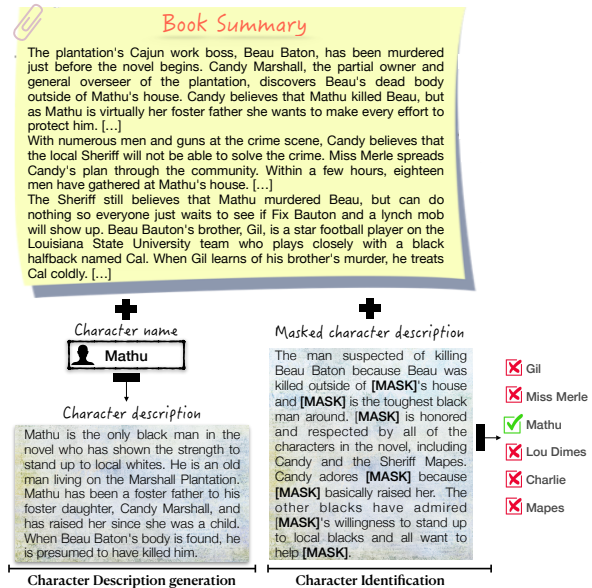 Book Summary
The plantation's Cajun work boss, Beau Baton, has been murdered
just before the novel begins. Candy Marshall, the partial owner and
general overseer of the plantation, discovers Beau's dead body
outside of Mathu's house. Candy believes that Mathu killed Beau, but
as Mathu is virtually her foster father she wants to make every effort to
protect him. [...]
With numerous men and guns at the crime scene, Candy believes that
the local Sheriff will not be able to solve the crime. Miss Merle spreads
Candy's plan through the community. Within a few hours, eighteen
men have gathered at Mathu's house. [...]
The Sheriff still believes that Mathu murdered Beau, but can do
nothing so everyone just waits to see if Fix Bauton and a lynch mob
will show up. Beau Bauton's brother, Gil, is a star football player on the
Louisiana State University team who plays closely with a black
halfback named Cal. When Gil learns of his brother's murder, he treats
Cal coldly. [...]
Character name
Mathu
Character description
Mathu is the only black man in the
novel who has shown the strength to
stand up to local whites. He is an old
man living on the Marshall Plantation.
Mathu has been a foster father to his
foster daughter, Candy Marshall, and
has raised her since she was a child.
When Beau Baton's body is found, he
is presumed to have killed him.
Character Description generation
Masked character description
The man suspected of killing
Beau Baton because Beau was
killed outside of [MASK]'s house
and [MASK] is the toughest black
man around. [MASK] is honored
and respected by all of the
characters in the novel, including
Candy and the Sheriff Mapes.
Candy adores [MASK] because
[MASK] basically raised her. The
other blacks have admired
[MASK]'s willingness to stand up
to local blacks and all want to
help [MASK].
Character Identification
Gil
Miss Merle
Mathu
Lou Dimes
Charlie
Mapes